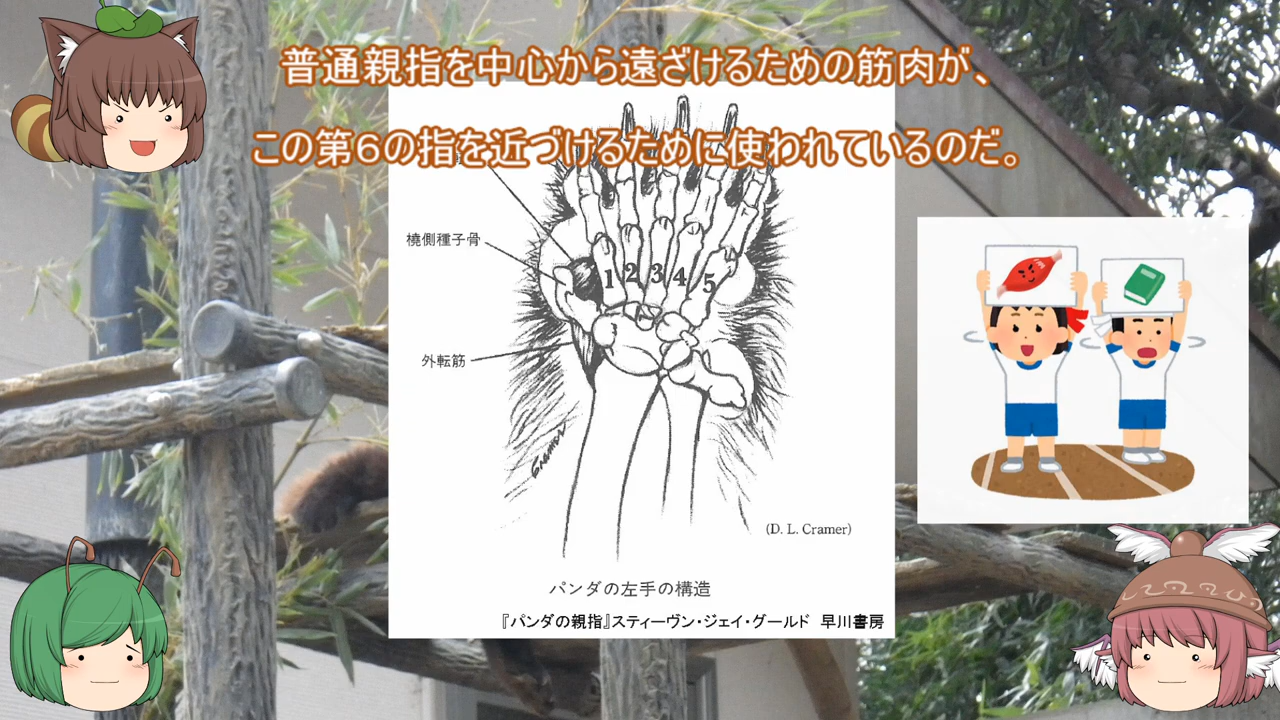 普通親指を中心から遠ざけるための筋肉が、
この第6の指を近づけるために使われているのだ。
橈側種子骨
1 2 3 4 5
外転筋
(D. L. Cramer)
パンダの左手の構造
『パンダの親指』スティーヴン・ジェイ・グールド 早川書房